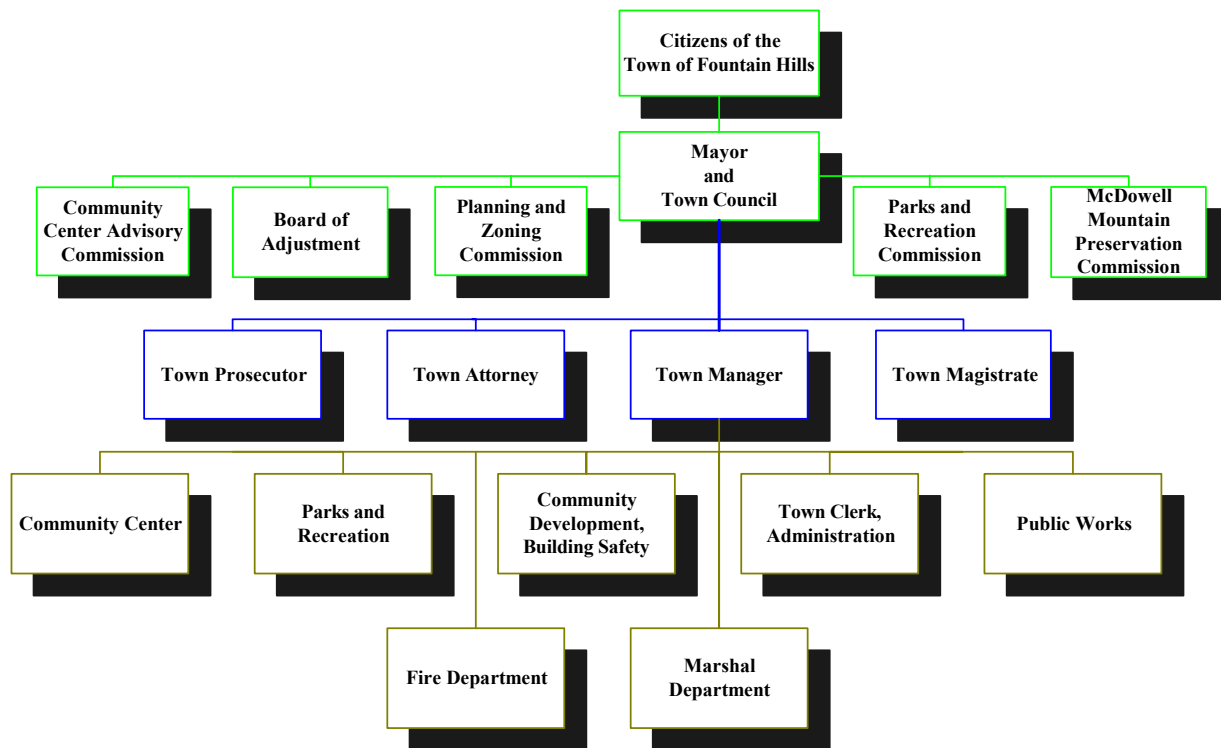 Citizens of the
Town of Fountain Hills
Mayor
and
Town Council
Community
Center Advisory
Commission
Board of
Adjustment
Planning and
Zoning
Commission
Parks and
Recreation
Commission
McDowell
Mountain
Preservation
Commission
Town Prosecutor
Town Attorney
Town Manager
Town Magistrate
Community Center
Parks and
Recreation
Community
Development,
Building Safety
Town Clerk,
Administration
Public Works
Fire Department
Marshal
Department